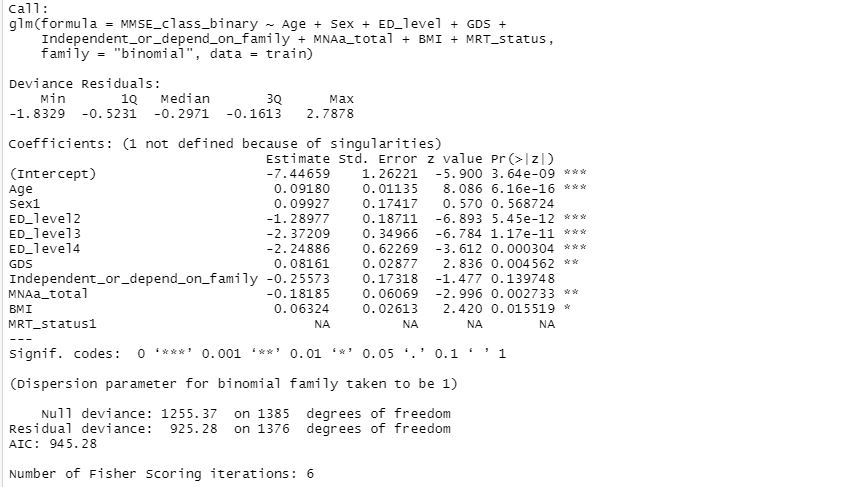 Call:
glm(formula = MMSE_class_binary ~ Age + Sex + ED_level + GDS +
    Independent_or_depend_on_family + MNAa_total + BMI + MRT_status,
    family = "binomial", data = train)

Deviance Residuals:
    Min       1Q   Median       3Q      Max
-1.8329  -0.5231  -0.2971  -0.1613   2.7878

Coefficients: (1 not defined because of singularities)
                                Estimate Std. Error z value Pr(>|z|)
(Intercept)                     -7.44659    1.26221  -5.900 3.64e-09 ***
Age                              0.09180    0.01135   8.086 6.16e-16 ***
Sex1                             0.09927    0.17417   0.570 0.568724
ED_level2                       -1.28977    0.18711  -6.893 5.45e-12 ***
ED_level3                       -2.37209    0.34966  -6.784 1.17e-11 ***
ED_level4                       -2.24886    0.62269  -3.612 0.000304 ***
GDS                              0.08161    0.02877   2.836 0.004562 **
Independent_or_depend_on_family -0.25573    0.17318  -1.477 0.139748
MNAa_total                      -0.18185    0.06069  -2.996 0.002733 **
BMI                              0.06324    0.02613   2.420 0.015519 *
MRT_status1                           NA         NA      NA       NA
---
Signif. codes:  0 ‘***’ 0.001 ‘**’ 0.01 ‘*’ 0.05 ‘.’ 0.1 ‘ ’ 1

(Dispersion parameter for binomial family taken to be 1)

    Null deviance: 1255.37  on 1385  degrees of freedom
Residual deviance:  925.28  on 1376  degrees of freedom
AIC: 945.28

Number of Fisher Scoring iterations: 6